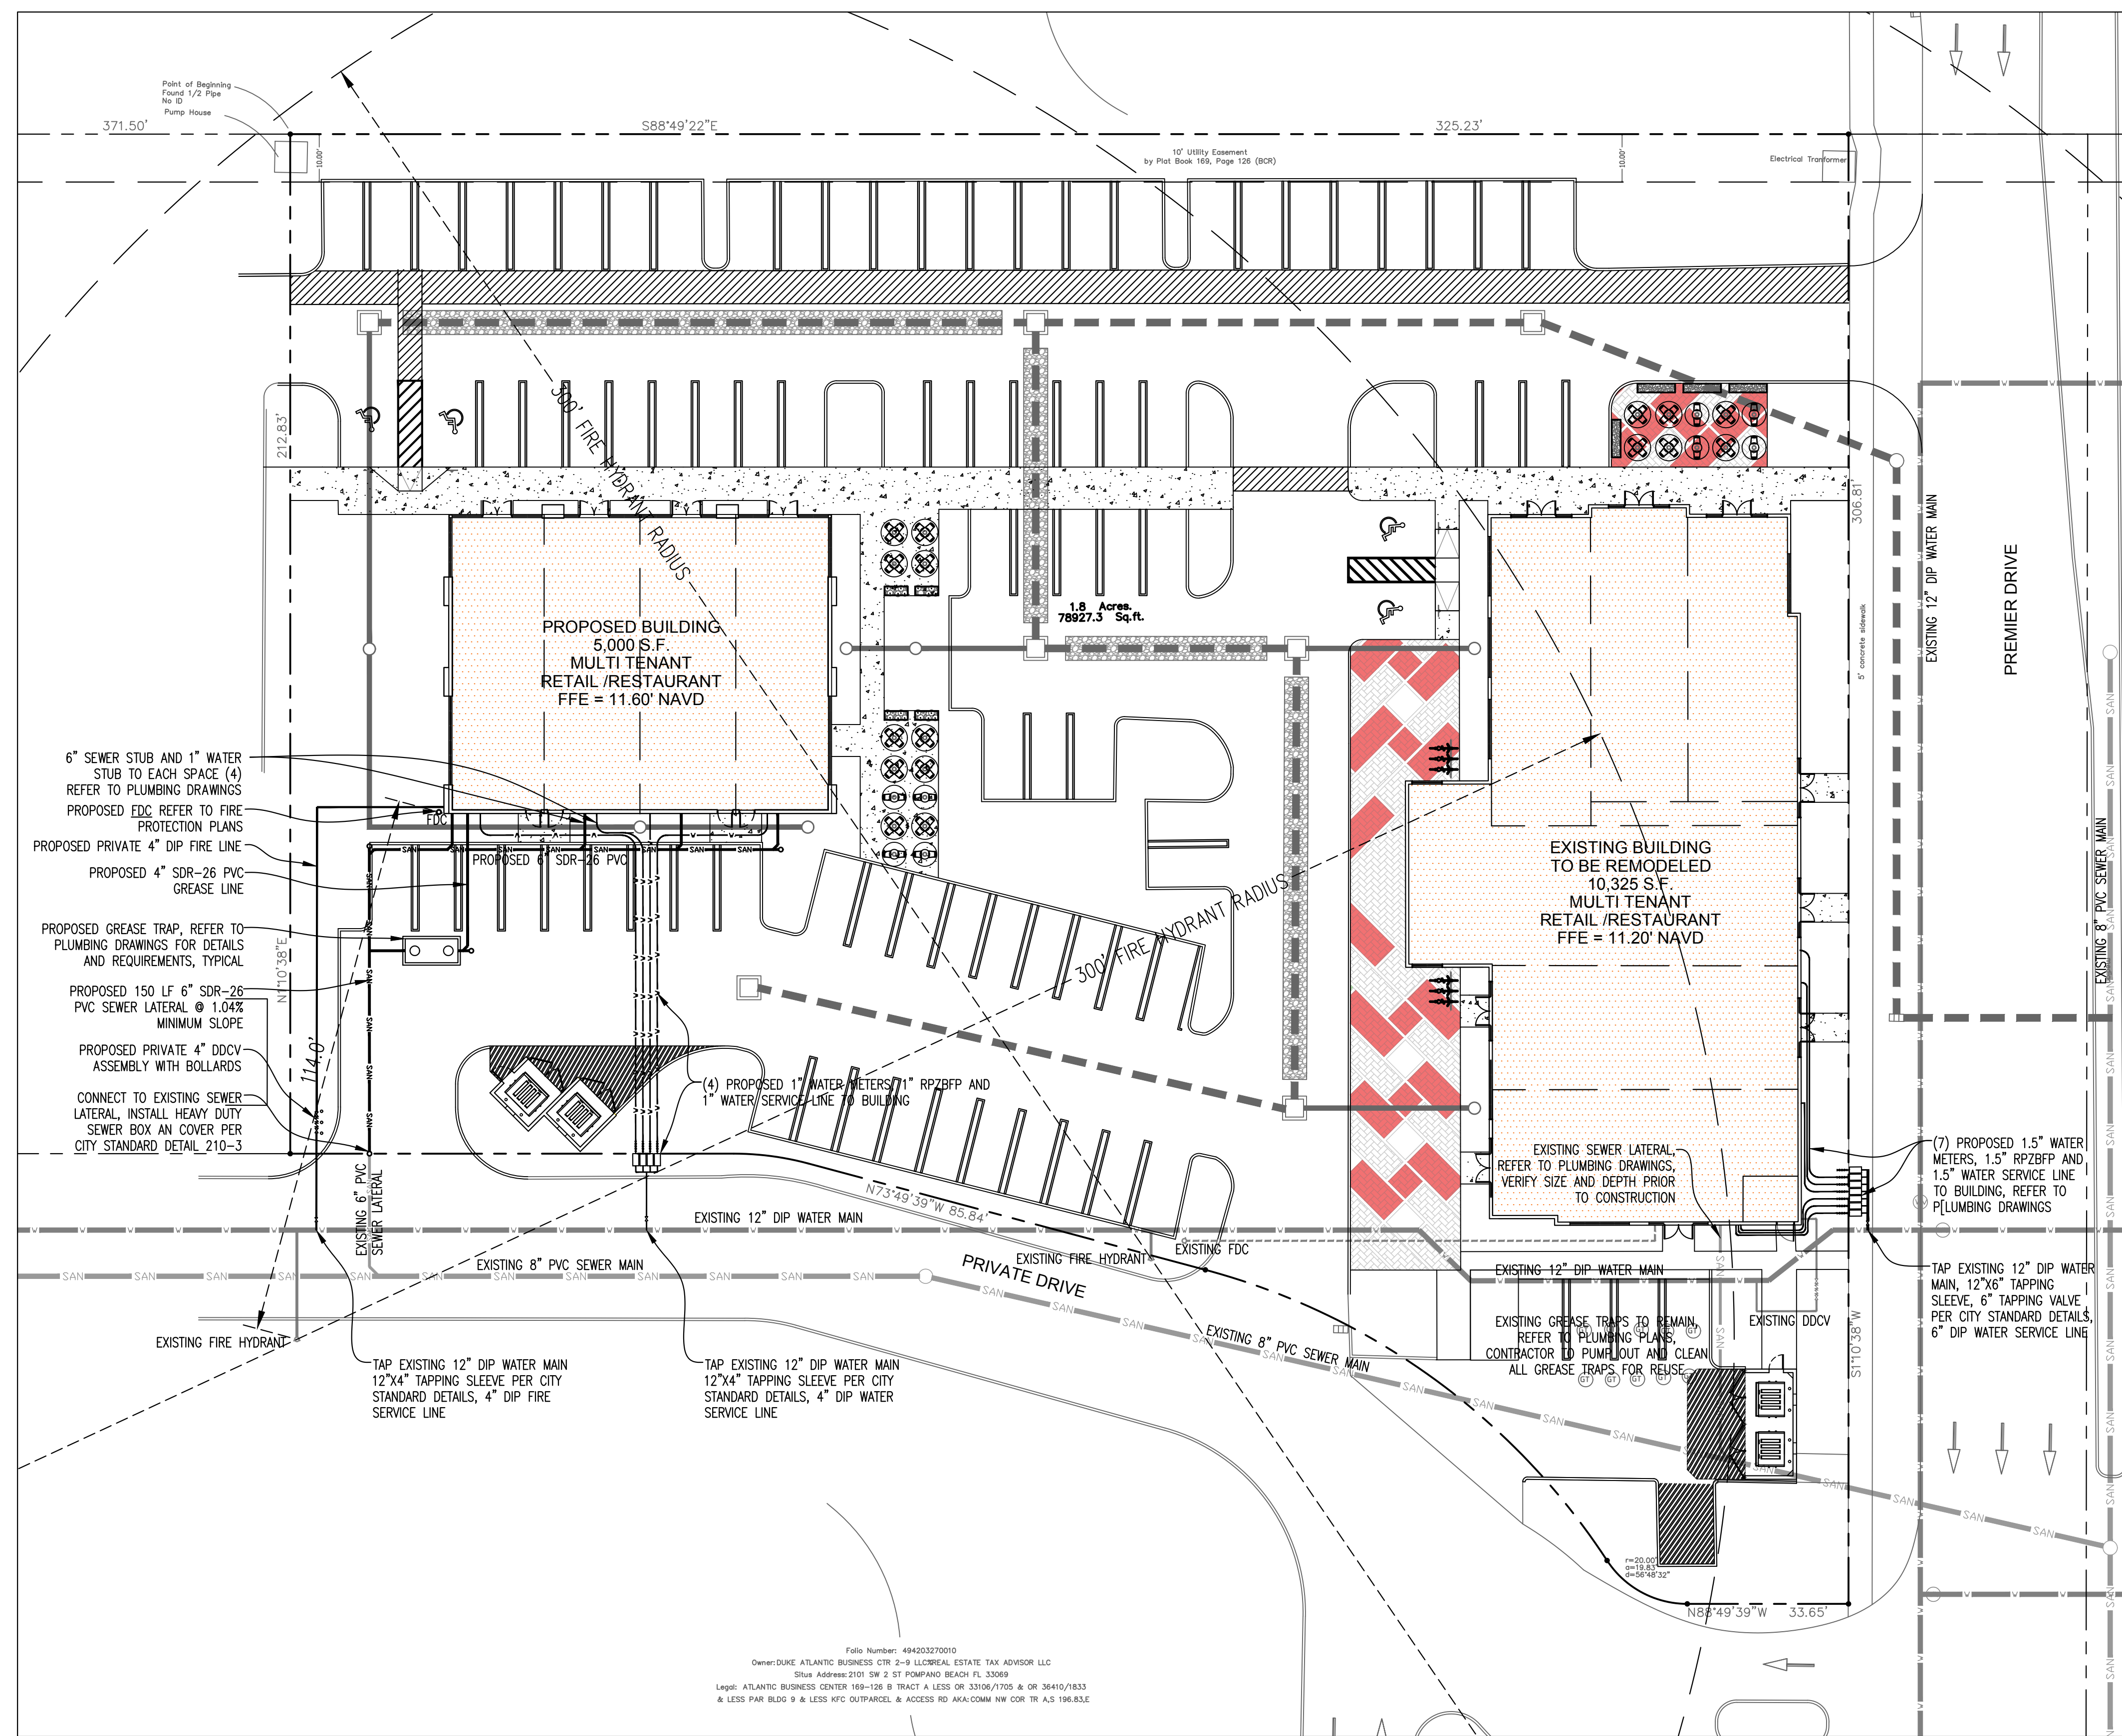 Point of Beginning
Found 1/2 Pipe
No ID
Pump House
371.50'
S88°49'22"E
325.23'
10.00'
10' Utility Easement
by Plat Book 169, Page 126 (BCR)
10.00'
Electrical Tranformer
212.83'
300' FIRE HYDRANT RADIUS
306.81'
EXISTING 12" DIP WATER MAIN
PREMIER DRIVE
5' concrete sidewalk
1.8 Acres.
78927.3 Sq.ft.
PROPOSED BUILDING
5,000 S.F.
MULTI TENANT
RETAIL /RESTAURANT
FFE = 11.60' NAVD
6" SEWER STUB AND 1" WATER
STUB TO EACH SPACE (4)
REFER TO PLUMBING DRAWINGS
PROPOSED FDC REFER TO FIRE
PROTECTION PLANS
FDC
PROPOSED PRIVATE 4" DIP FIRE LINE
PROPOSED 6" SDR-26 PVC
PROPOSED 4" SDR-26 PVC
GREASE LINE
PROPOSED GREASE TRAP, REFER TO
PLUMBING DRAWINGS FOR DETAILS
AND REQUIREMENTS, TYPICAL
N1°10'38"E
PROPOSED 150 LF 6" SDR-26
PVC SEWER LATERAL @ 1.04%
MINIMUM SLOPE
PROPOSED PRIVATE 4" DDCV
ASSEMBLY WITH BOLLARDS
114.0'
CONNECT TO EXISTING SEWER
LATERAL, INSTALL HEAVY DUTY
SEWER BOX AN COVER PER
CITY STANDARD DETAIL 210-3
EXISTING 6" PVC
SEWER LATERAL
(4) PROPOSED 1" WATER METERS, 1" RPZBFP AND
1" WATER SERVICE LINE TO BUILDING
300' FIRE HYDRANT RADIUS
EXISTING BUILDING
TO BE REMODELED
10,325 S.F.
MULTI TENANT
RETAIL /RESTAURANT
FFE = 11.20' NAVD
EXISTING 8" PVC SEWER MAIN
EXISTING SEWER LATERAL,
REFER TO PLUMBING DRAWINGS,
VERIFY SIZE AND DEPTH PRIOR
TO CONSTRUCTION
(7) PROPOSED 1.5" WATER
METERS, 1.5" RPZBFP AND
1.5" WATER SERVICE LINE
TO BUILDING, REFER TO
P[LUMBING DRAWINGS
N73°49'39"W 85.84'
EXISTING 12" DIP WATER MAIN
EXISTING 8" PVC SEWER MAIN
EXISTING FIRE HYDRANT
EXISTING FDC
PRIVATE DRIVE
EXISTING 12" DIP WATER MAIN
TAP EXISTING 12" DIP WATER
MAIN, 12"X6" TAPPING
SLEEVE, 6" TAPPING VALVE
PER CITY STANDARD DETAILS,
6" DIP WATER SERVICE LINE
EXISTING GREASE TRAPS TO REMAIN,
REFER TO PLUMBING PLANS,
CONTRACTOR TO PUMP OUT AND CLEAN
ALL GREASE TRAPS FOR REUSE
EXISTING DDCV
S1°10'38"W
EXISTING 8" PVC SEWER MAIN
EXISTING FIRE HYDRANT
TAP EXISTING 12" DIP WATER MAIN
12"X4" TAPPING SLEEVE PER CITY
STANDARD DETAILS, 4" DIP FIRE
SERVICE LINE
TAP EXISTING 12" DIP WATER MAIN
12"X4" TAPPING SLEEVE PER CITY
STANDARD DETAILS, 4" DIP WATER
SERVICE LINE
r=20.00'
a=19.83'
d=56°48'32"
N88°49'39"W 33.65'
Folio Number: 494203270010
Owner: DUKE ATLANTIC BUSINESS CTR 2-9 LLC%REAL ESTATE TAX ADVISOR LLC
Situs Address: 2101 SW 2 ST POMPANO BEACH FL 33069
Legal: ATLANTIC BUSINESS CENTER 169-126 B TRACT A LESS OR 33106/1705 & OR 36410/1833
& LESS PAR BLDG 9 & LESS KFC OUTPARCEL & ACCESS RD AKA:COMM NW COR TR A,S 196.83,E